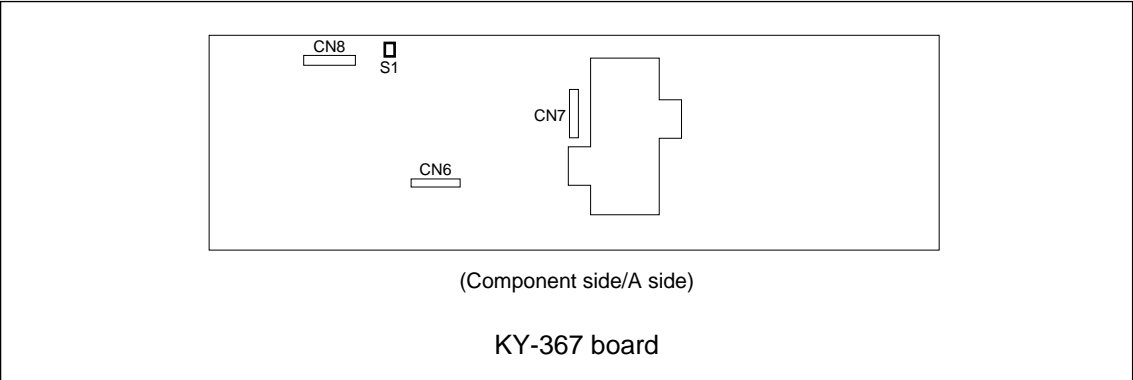 CN8
S1
CN7
CN6
(Component side/A side)
KY-367 board